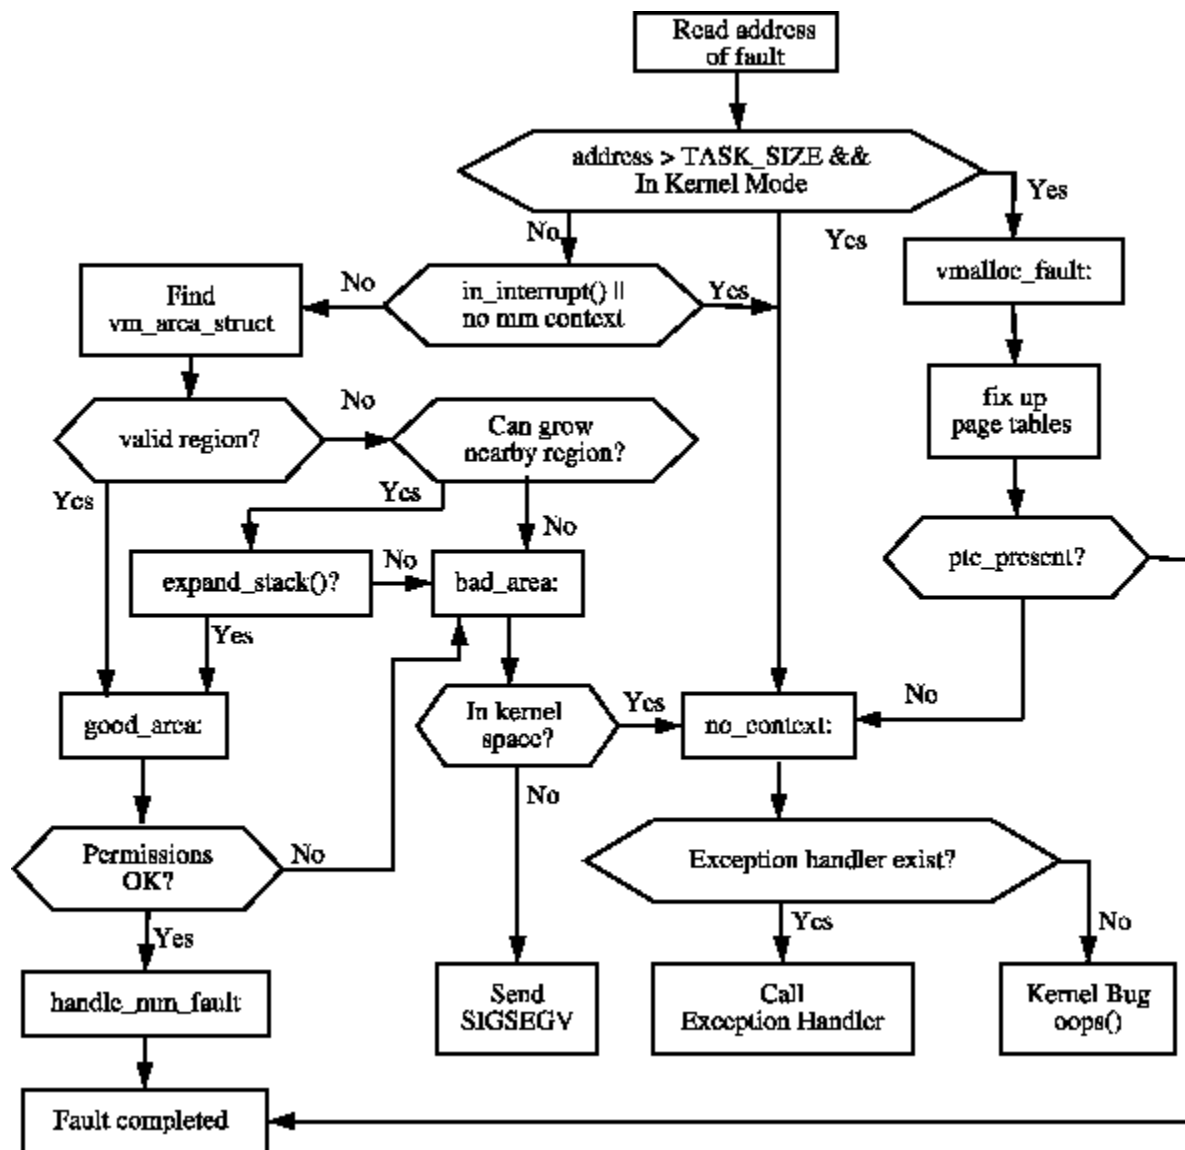 Read address
of fault
address > TASK_SIZE &&
In Kernel Mode
Yes
No
Yes
vmalloc_fault:
Find
vm_area_struct
No
in_interrupt() ||
no mm context
Yes
fix up
page tables
valid region?
No
Can grow
nearby region?
Yes
Yes
No
pte_present?
expand_stack()?
No
bad_area:
Yes
good_area:
In kernel
space?
Yes
no_context:
No
No
Permissions
OK?
No
Exception handler exist?
Yes
Yes
No
handle_mm_fault
Send
SIGSEGV
Call
Exception Handler
Kernel Bug
oops()
Fault completed